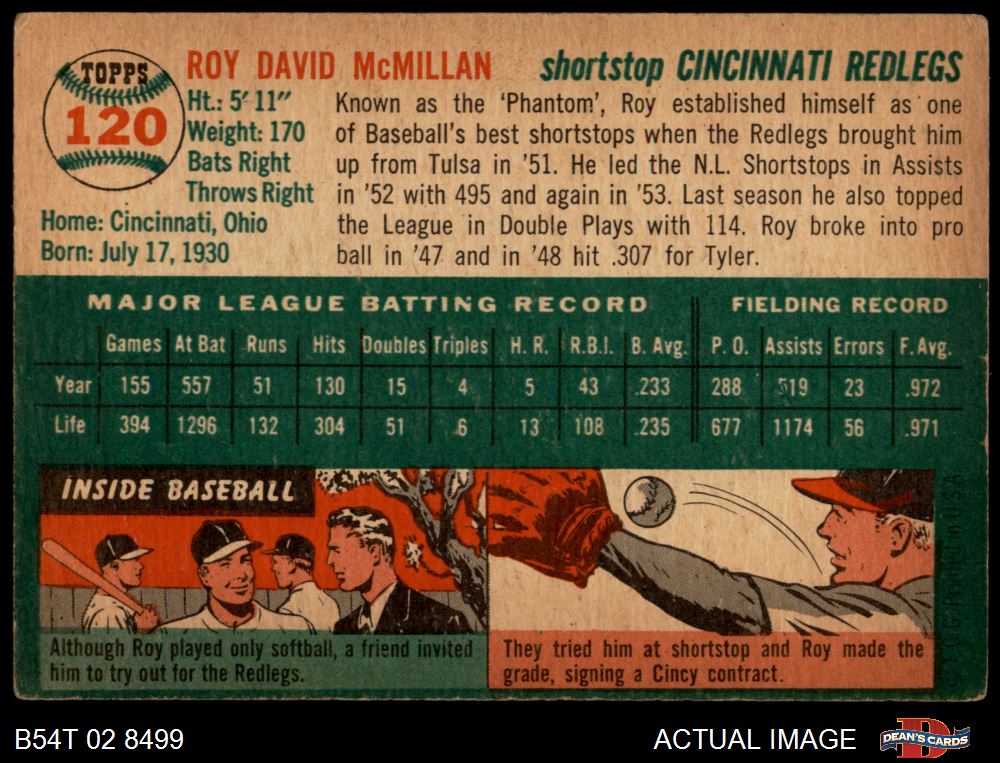 TOPPS
120
ROY DAVID McMILLAN
shortstop CINCINNATI REDLEGS
Ht.: 5' 11"
Weight: 170
Bats Right
Throws Right
Home: Cincinnati, Ohio
Born: July 17, 1930
Known as the 'Phantom', Roy established himself as one
of Baseball's best shortstops when the Redlegs brought him
up from Tulsa in '51. He led the N.L. Shortstops in Assists
in '52 with 495 and again in '53. Last season he also topped
the League in Double Plays with 114. Roy broke into pro
ball in '47 and in '48 hit .307 for Tyler.
MAJOR LEAGUE BATTING RECORD FIELDING RECORD
Games At Bat Runs Hits Doubles Triples H. R. R.B.I. B. Avg. P. O. Assists Errors F. Avg.
Year 155 557 51 130 15 4 5 43 .233 288 519 23 .972
Life 394 1296 132 304 51 6 13 108 .235 677 1174 56 .971
INSIDE BASEBALL
Although Roy played only softball, a friend invited
him to try out for the Redlegs.
They tried him at shortstop and Roy made the
grade, signing a Cincy contract.
B54T 02 8499
ACTUAL IMAGE
DEAN'S CARDS